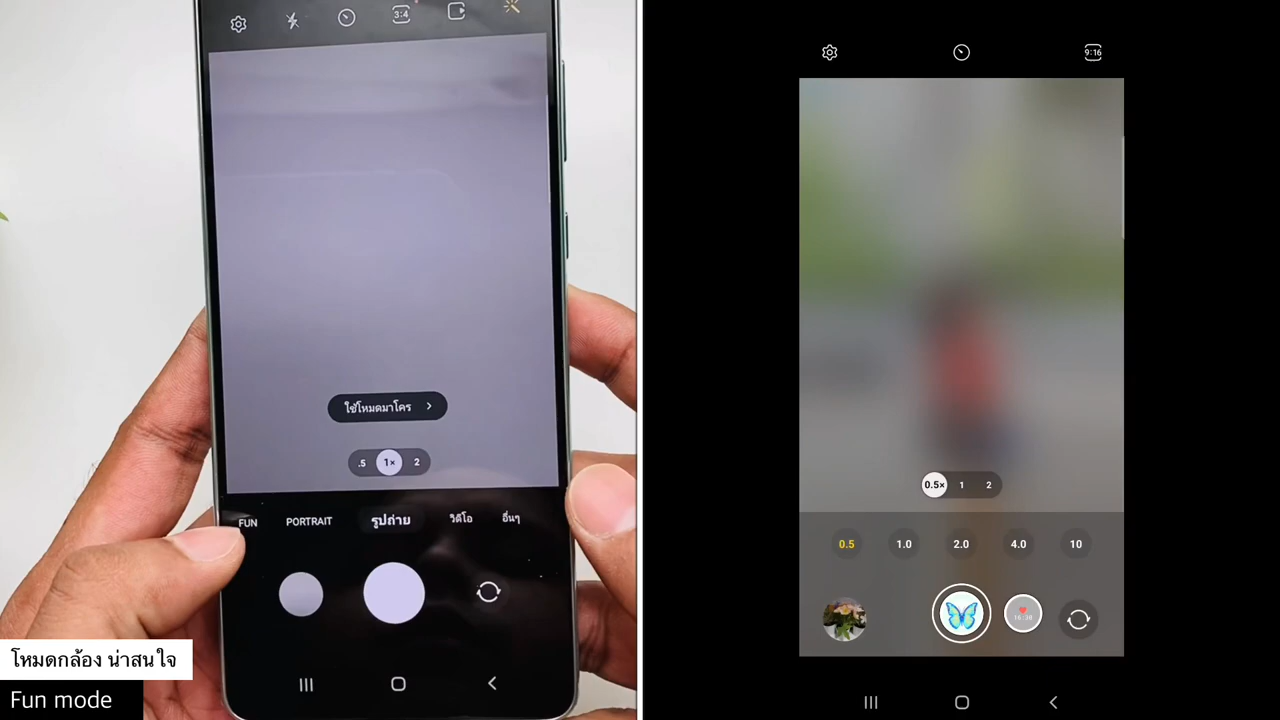 3:4
ใช้โหมดมาโคร
.5 1× 2
FUN PORTRAIT รูปถ่าย วิดีโอ อื่นๆ
โหมดกล้อง น่าสนใจ
Fun mode
9:16
0.5× 1 2
0.5 1.0 2.0 4.0 10